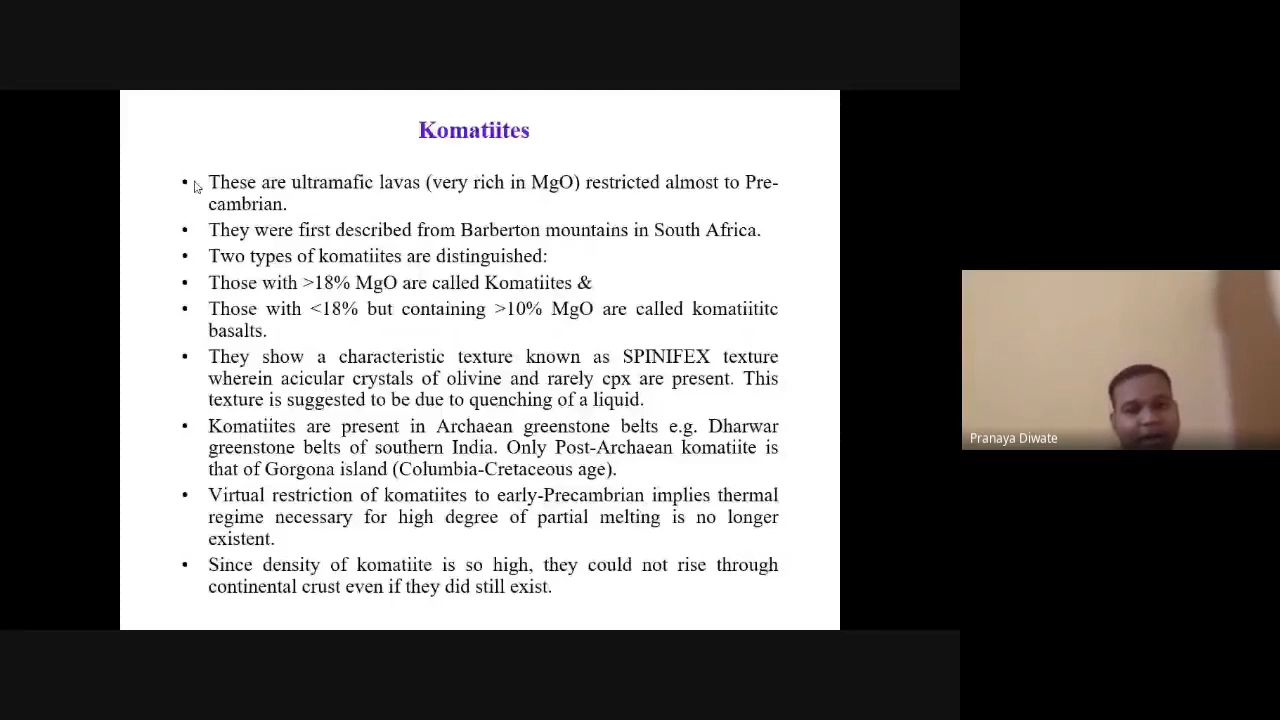 Komatiites
• These are ultramafic lavas (very rich in MgO) restricted almost to Pre-
cambrian.
• They were first described from Barberton mountains in South Africa.
• Two types of komatiites are distinguished:
• Those with >18% MgO are called Komatiites &
• Those with <18% but containing >10% MgO are called komatiititc
basalts.
• They show a characteristic texture known as SPINIFEX texture
wherein acicular crystals of olivine and rarely cpx are present. This
texture is suggested to be due to quenching of a liquid.
• Komatiites are present in Archaean greenstone belts e.g. Dharwar
greenstone belts of southern India. Only Post-Archaean komatiite is
that of Gorgona island (Columbia-Cretaceous age).
• Virtual restriction of komatiites to early-Precambrian implies thermal
regime necessary for high degree of partial melting is no longer
existent.
• Since density of komatiite is so high, they could not rise through
continental crust even if they did still exist.
Pranaya Diwate